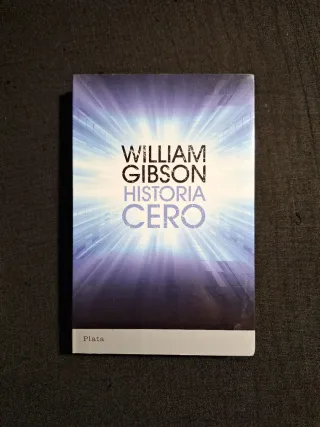 WILLIAM
GIBSON
HISTORIA
CERO
Plata